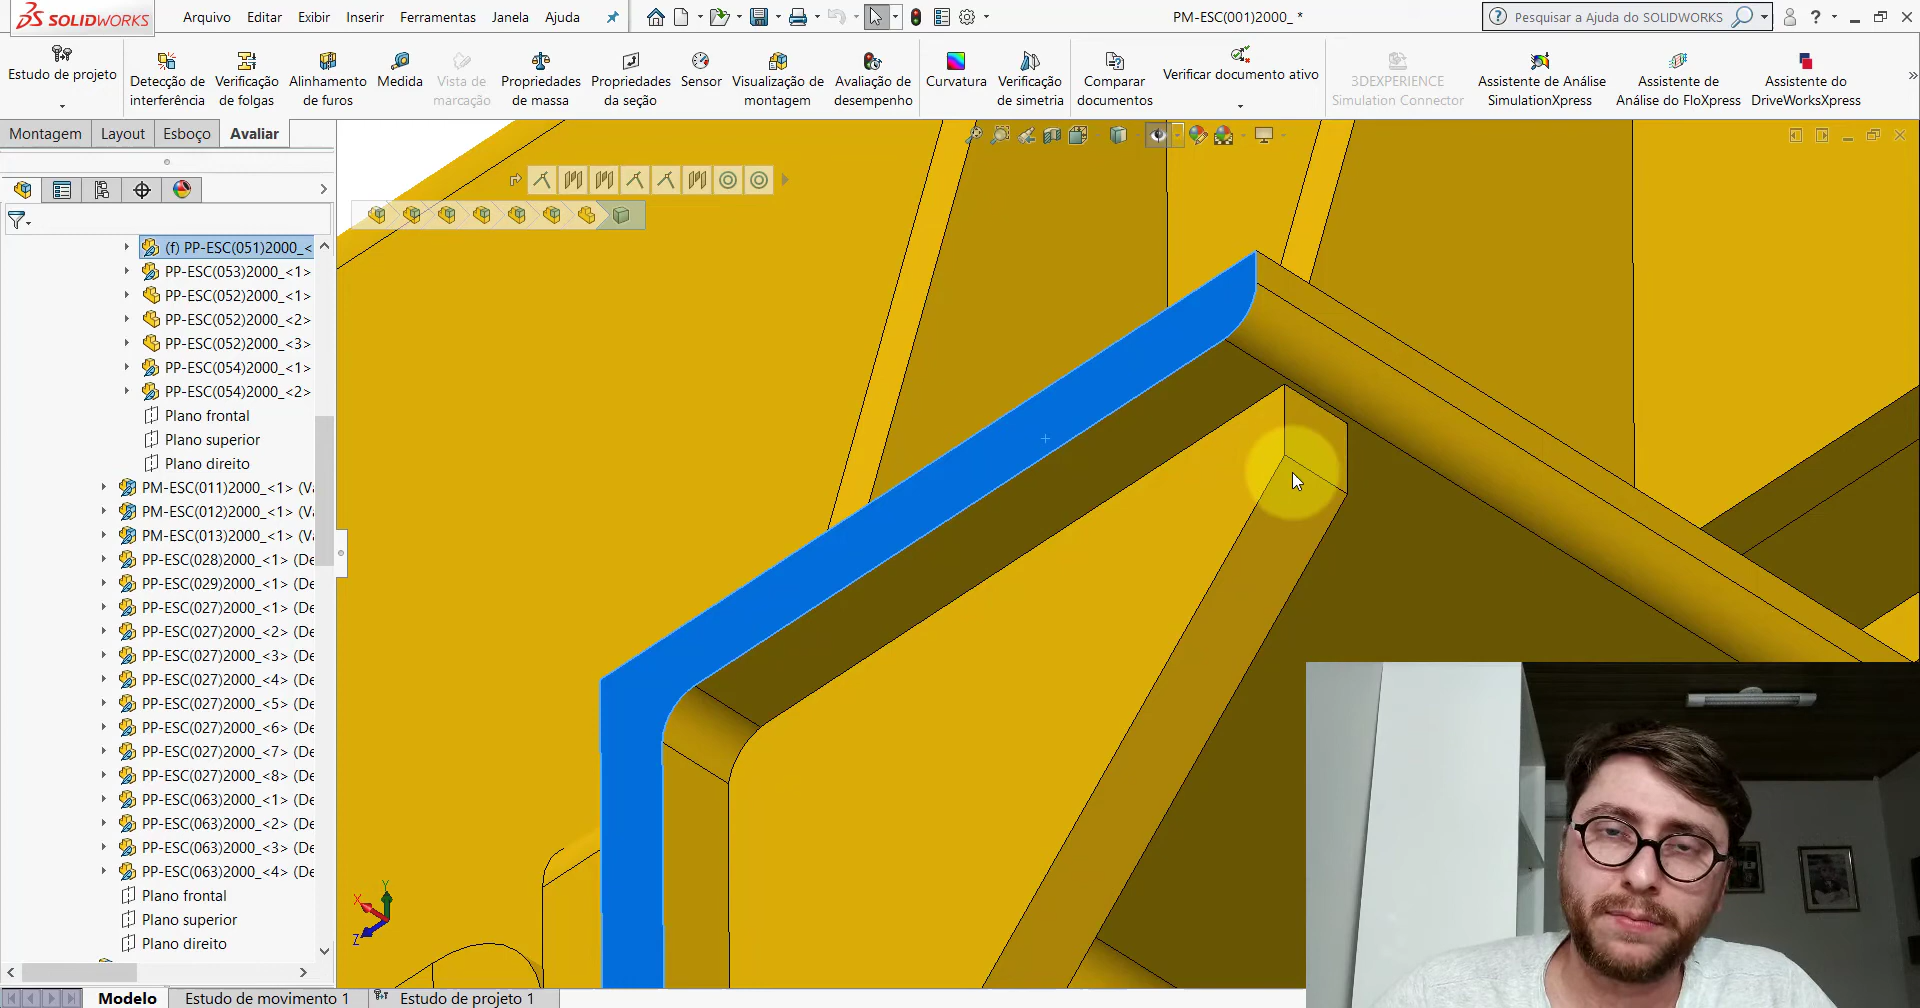 SOLIDWORKS
Arquivo Editar Exibir Inserir Ferramentas Janela Ajuda
PM-ESC(001)2000_ *
Pesquisar a Ajuda do SOLIDWORKS
Estudo de projeto
Detecção de interferência
Verificação de folgas
Alinhamento de furos
Medida
Vista de marcação
Propriedades de massa
Propriedades da seção
Sensor
Visualização de montagem
Avaliação de desempenho
Curvatura
Verificação de simetria
Comparar documentos
Verificar documento ativo
3DEXPERIENCE Simulation Connector
Assistente de Análise SimulationXpress
Assistente de Análise do FloXpress
Assistente do DriveWorksXpress
Montagem Layout Esboço Avaliar
(f) PP-ESC(051)2000_<
PP-ESC(053)2000_<1>
PP-ESC(052)2000_<1>
PP-ESC(052)2000_<2>
PP-ESC(052)2000_<3>
PP-ESC(054)2000_<1>
PP-ESC(054)2000_<2>
Plano frontal
Plano superior
Plano direito
PM-ESC(011)2000_<1> (Va
PM-ESC(012)2000_<1> (Va
PM-ESC(013)2000_<1> (Va
PP-ESC(028)2000_<1> (De
PP-ESC(029)2000_<1> (De
PP-ESC(027)2000_<1> (De
PP-ESC(027)2000_<2> (De
PP-ESC(027)2000_<3> (De
PP-ESC(027)2000_<4> (De
PP-ESC(027)2000_<5> (De
PP-ESC(027)2000_<6> (De
PP-ESC(027)2000_<7> (De
PP-ESC(027)2000_<8> (De
PP-ESC(063)2000_<1> (De
PP-ESC(063)2000_<2> (De
PP-ESC(063)2000_<3> (De
PP-ESC(063)2000_<4> (De
Plano frontal
Plano superior
Plano direito
X Y Z
Modelo Estudo de movimento 1 Estudo de projeto 1